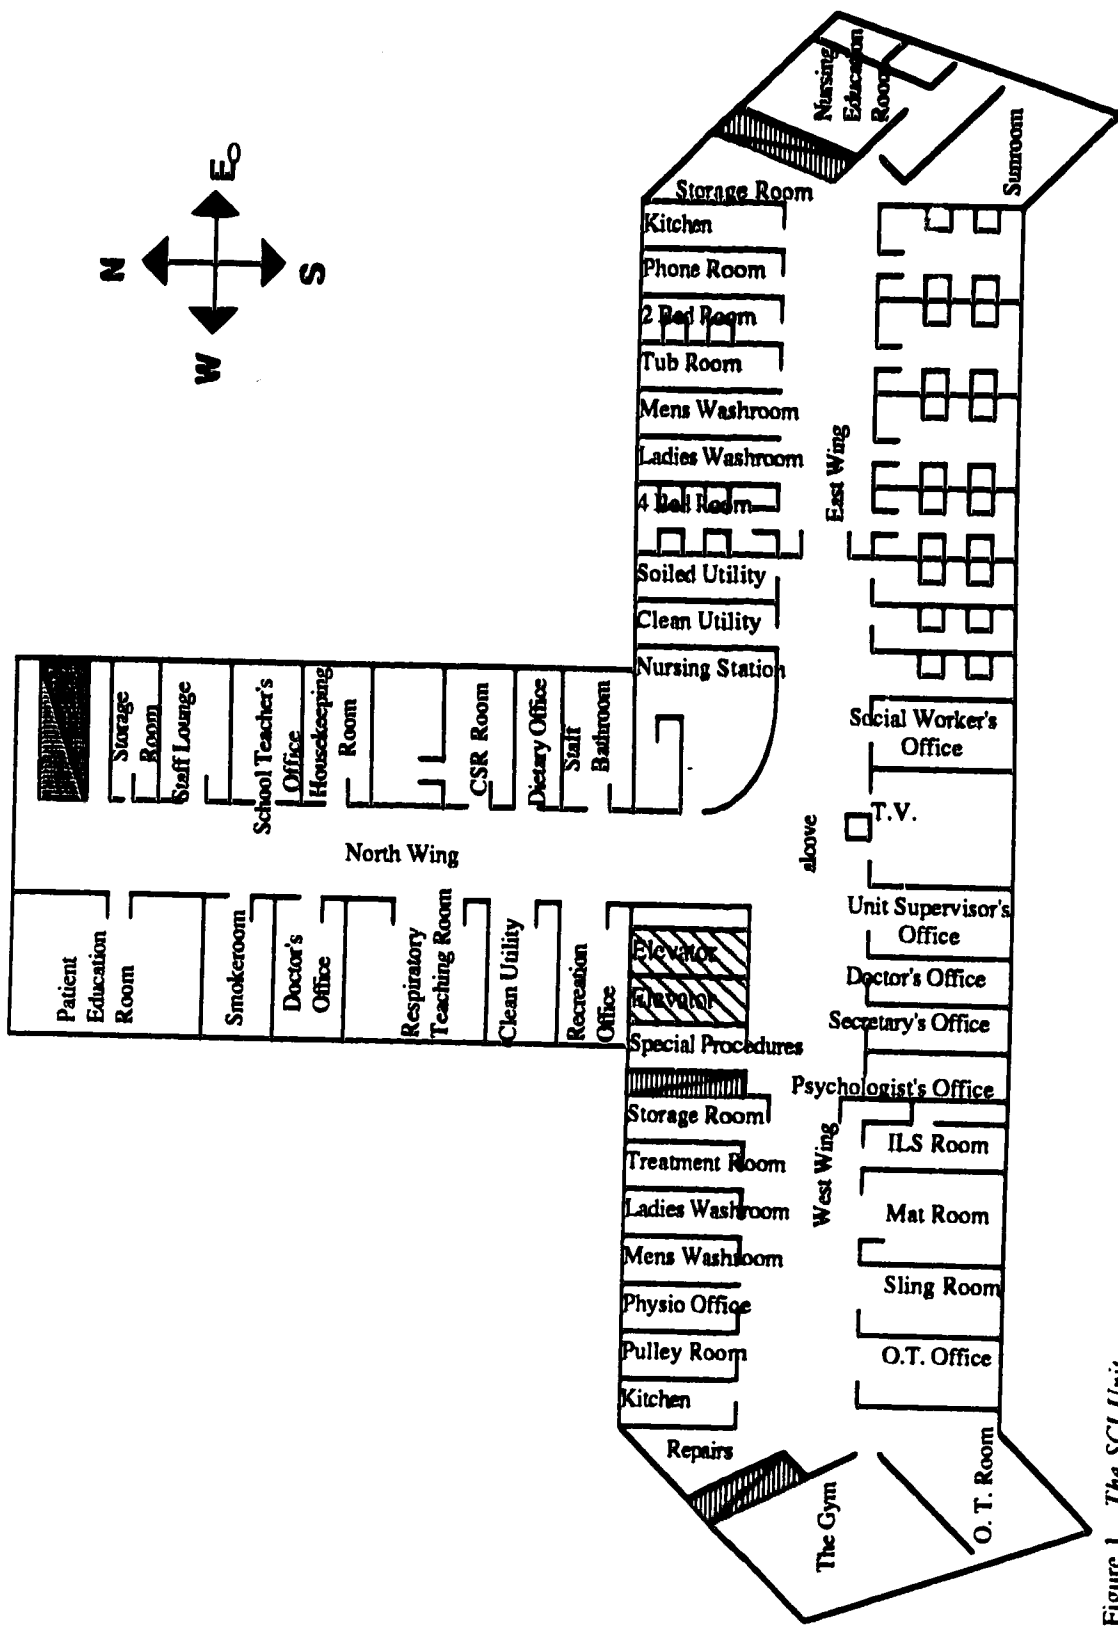 N
E
W
S
Nursing
Education
Room
Sunroom
Storage Room
Kitchen
Phone Room
2 Bed Room
Tub Room
Mens Washroom
Ladies Washroom
4 Bed Room
Soiled Utility
Clean Utility
Nursing Station
East Wing
Storage
Room
Staff Lounge
School Teacher's
Office
Housekeeping
Room
CSR Room
Dietary Office
Staff
Bathroom
North Wing
Patient
Education
Room
Smokeroom
Doctor's
Office
Respiratory
Teaching Room
Clean Utility
Recreation
Office
Social Worker's
Office
T.V.
alcove
Unit Supervisor's
Office
Doctor's Office
Secretary's Office
Psychologist's Office
Elevator
Elevator
Special Procedures
Storage Room
Treatment Room
Ladies Washroom
Mens Washroom
Physio Office
Pulley Room
Kitchen
Repairs
West Wing
ILS Room
Mat Room
Sling Room
O.T. Office
O. T. Room
The Gym
Figure 1 The SCI Unit